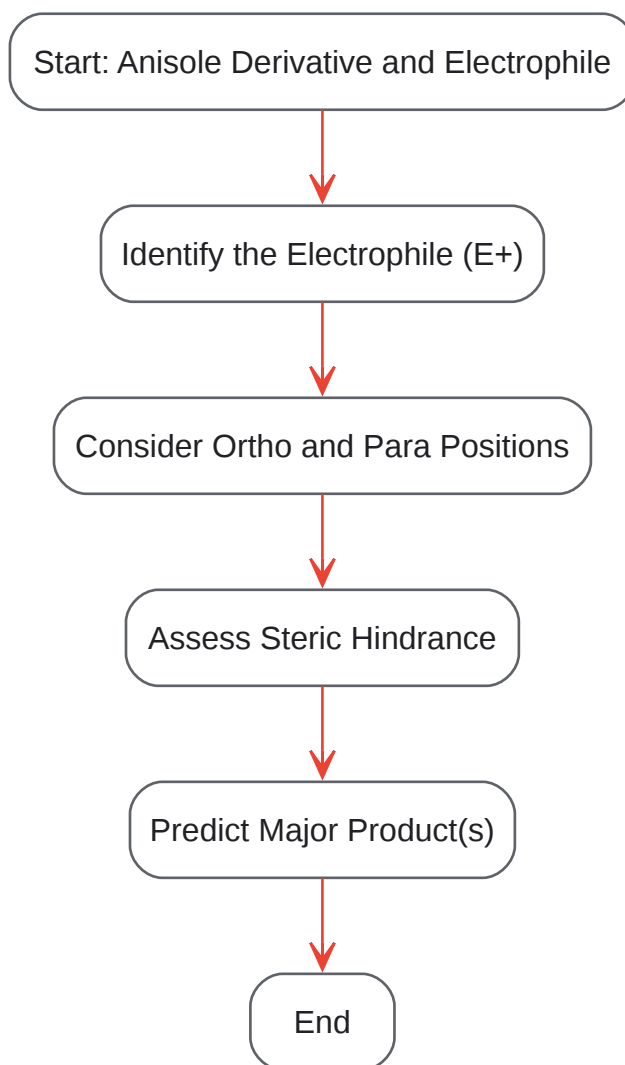 Start: Anisole Derivative and Electrophile
Identify the Electrophile (E+)
Consider Ortho and Para Positions
Assess Steric Hindrance
Predict Major Product(s)
End